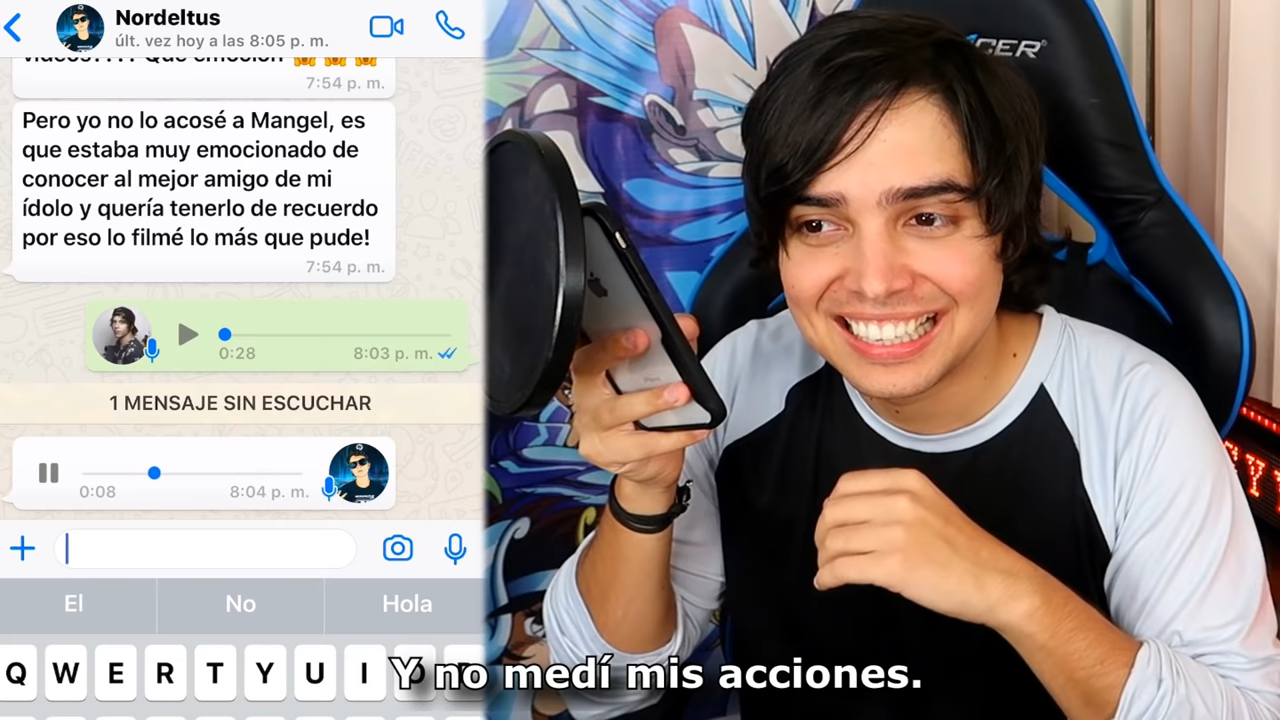 Nordeltus
últ. vez hoy a las 8:05 p. m.
7:54 p. m.
Pero yo no lo acosé a Mangel, es
que estaba muy emocionado de
conocer al mejor amigo de mi
ídolo y quería tenerlo de recuerdo
por eso lo filmé lo más que pude!
7:54 p. m.
0:28
8:03 p. m.
1 MENSAJE SIN ESCUCHAR
0:08
8:04 p. m.
El
No
Hola
Q W E R T Y U I
Y no medí mis acciones.